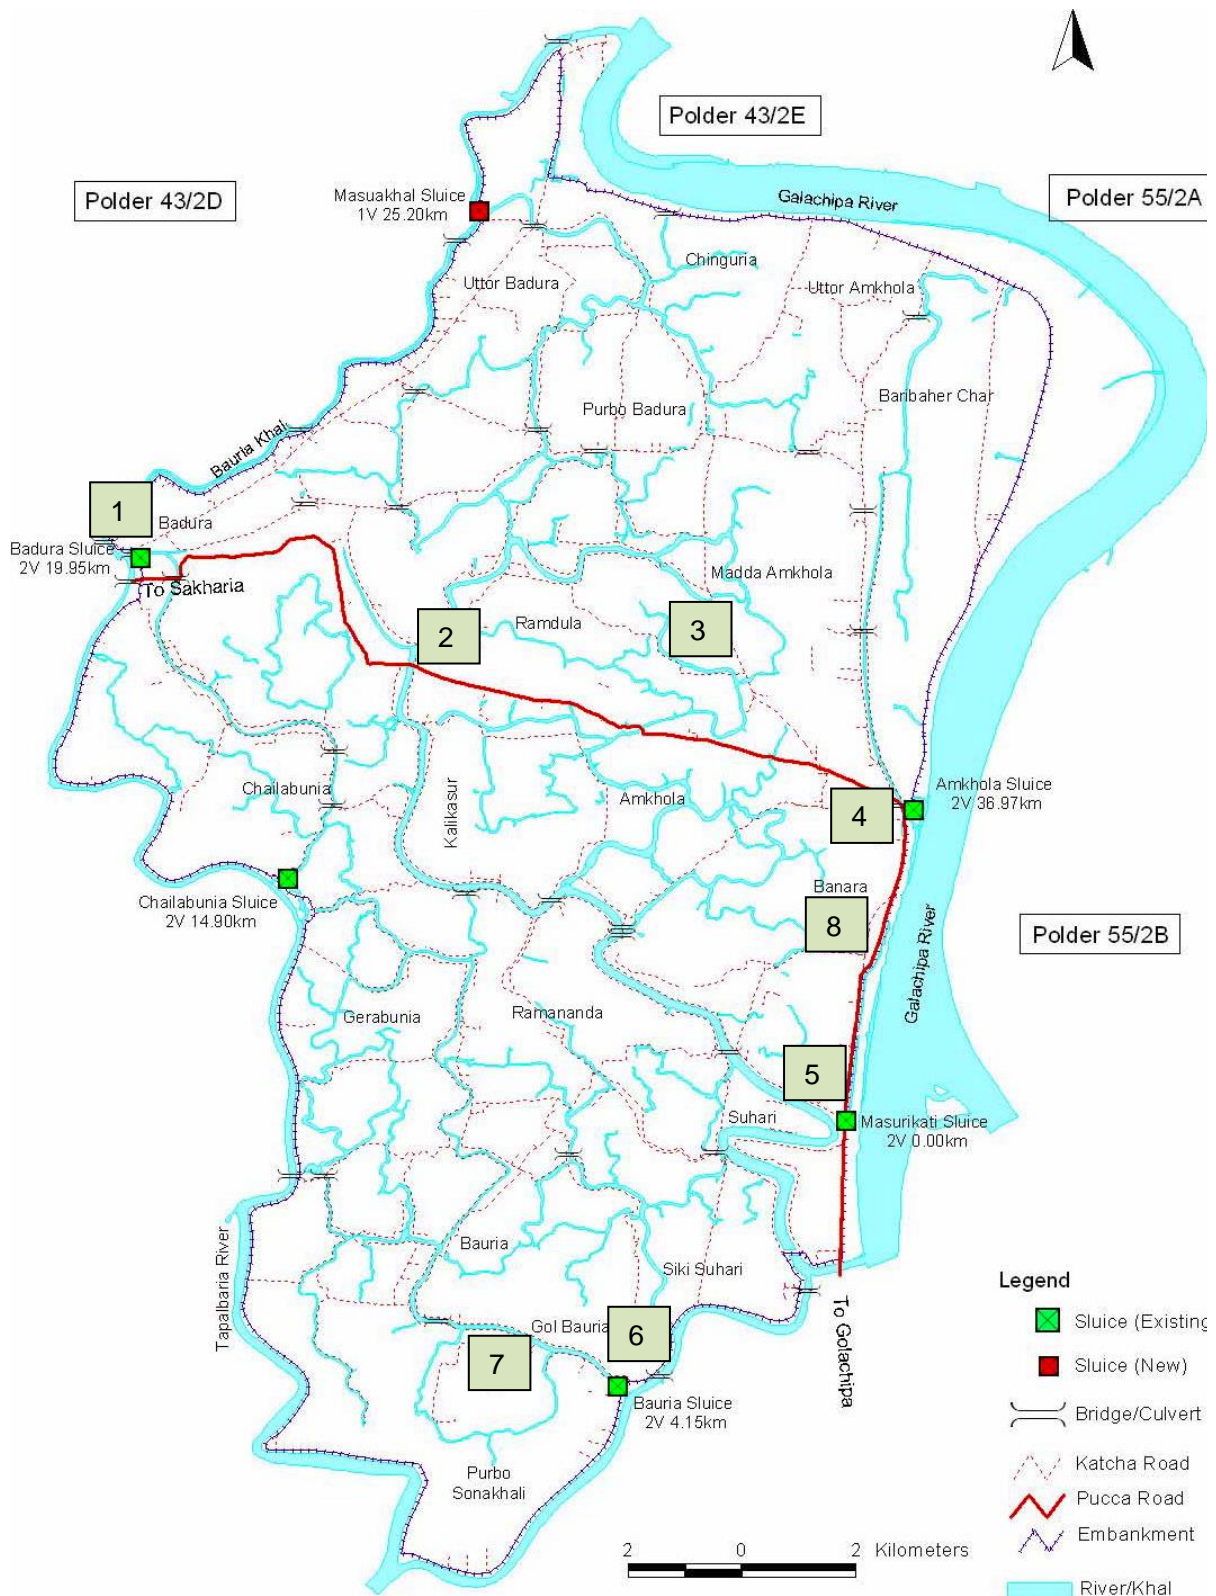 Polder 43/2E
Polder 43/2D
Masuakhal Sluice
1V 25.20km
Galachipa River
Polder 55/2A
Chinguria
Uttor Badura
Uttor Amkhola
Baribaher Char
Purbo Badura
Bauria Khal
1
Badura
Badura Sluice
2V 19.95km
To Sakharia
Madda Amkhola
2
Ramdula
3
Chailabunia
Kalikasur
Amkhola
Amkhola Sluice
2V 36.97km
4
Chailabunia Sluice
2V 14.90km
Banara
8
Galachipa River
Polder 55/2B
Gerabunia
Ramananda
5
Suhari
Masurikati Sluice
2V 0.00km
Tapalbaria River
Bauria
Siki Suhari
To Golachipa
Gol Bauria
6
7
Bauria Sluice
2V 4.15km
Purbo
Sonakhali
Legend
Sluice (Existing
Sluice (New)
Bridge/Culvert
Katcha Road
Pucca Road
Embankment
River/Khal
2 0 2 Kilometers